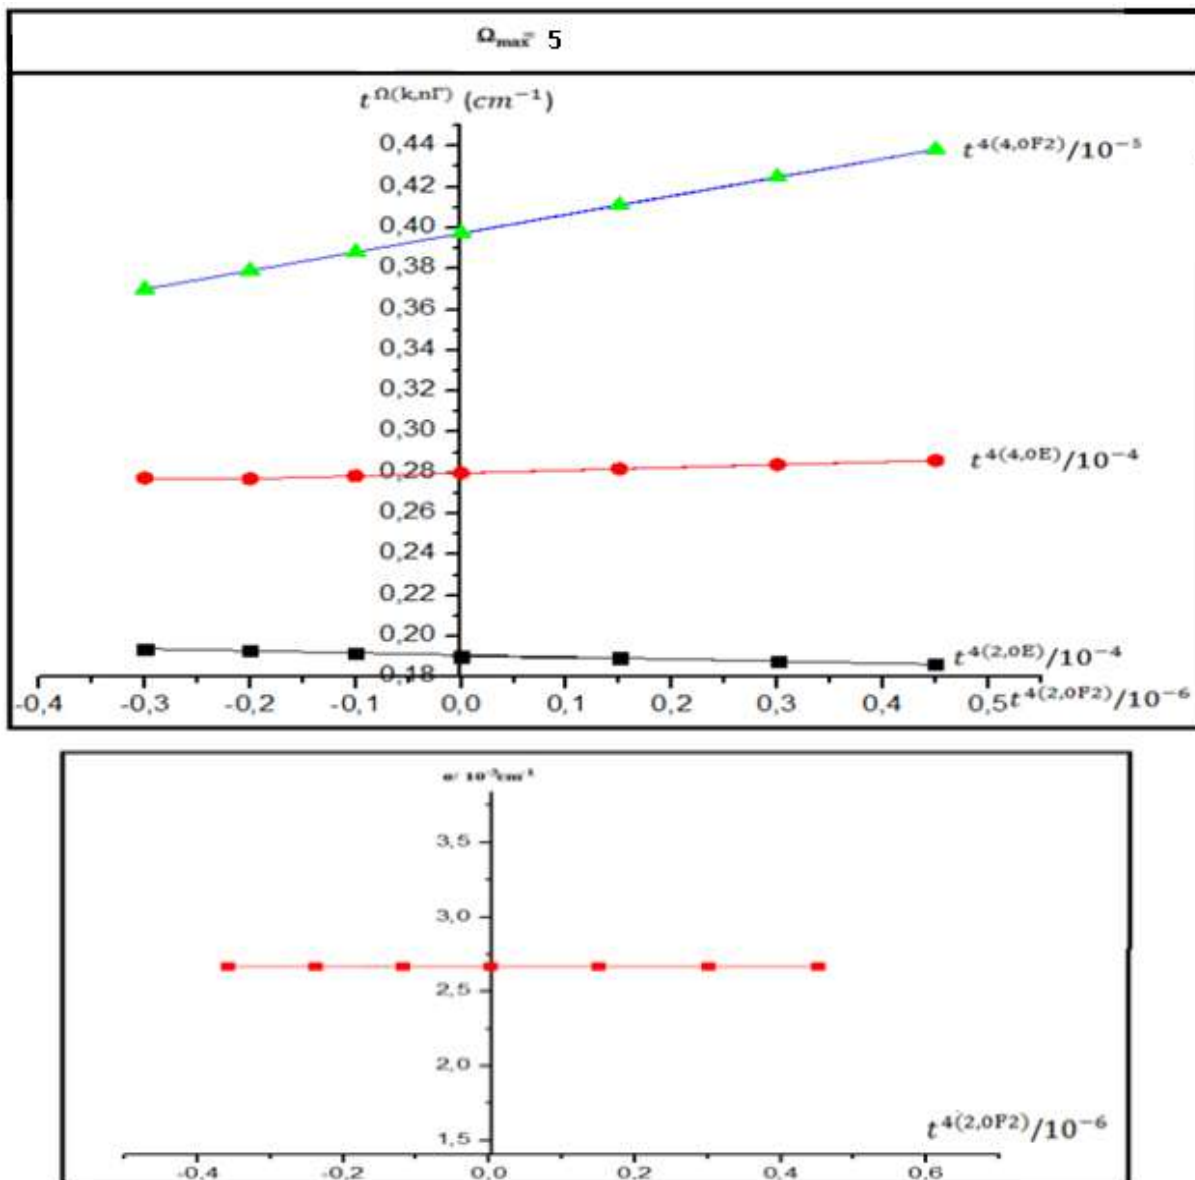 Ωmax= 5
t^Ω(k,nΓ) (cm⁻¹)
0,44
t^4(4,0F2)/10⁻⁵
0,42
0,40
0,38
0,36
0,34
0,32
0,30
0,28
t^4(4,0E)/10⁻⁴
0,26
0,24
0,22
0,20
t^4(2,0E)/10⁻⁴
0,18
-0,4 -0,3 -0,2 -0,1 0,0 0,1 0,2 0,3 0,4 0,5 t^4(2,0F2)/10⁻⁶
σ/ 10⁻³cm⁻¹
3,5
3,0
2,5
2,0
t^4(2,0F2)/10⁻⁶
1,5
-0,4 -0,2 0,0 0,2 0,4 0,6